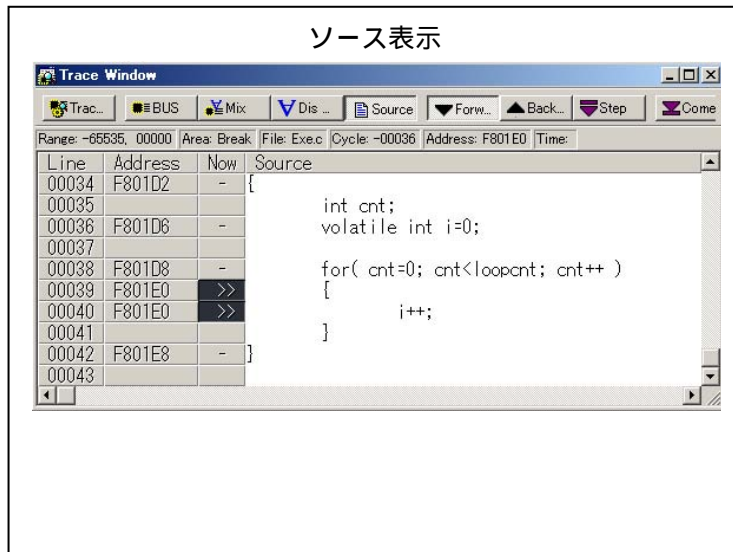 ソース表示
Trace Window
Trac... BUS Mix Dis ... Source Forw... Back... Step Come
Range: -65535, 00000 Area: Break File: Exe.c Cycle: -00036 Address: F801E0 Time:
Line Address Now Source
00034 F801D2 - {
00035 int cnt;
00036 F801D6 - volatile int i=0;
00037
00038 F801D8 - for( cnt=0; cnt<loopcnt; cnt++ )
00039 F801E0 >> {
00040 F801E0 >> i++;
00041 }
00042 F801E8 - }
00043